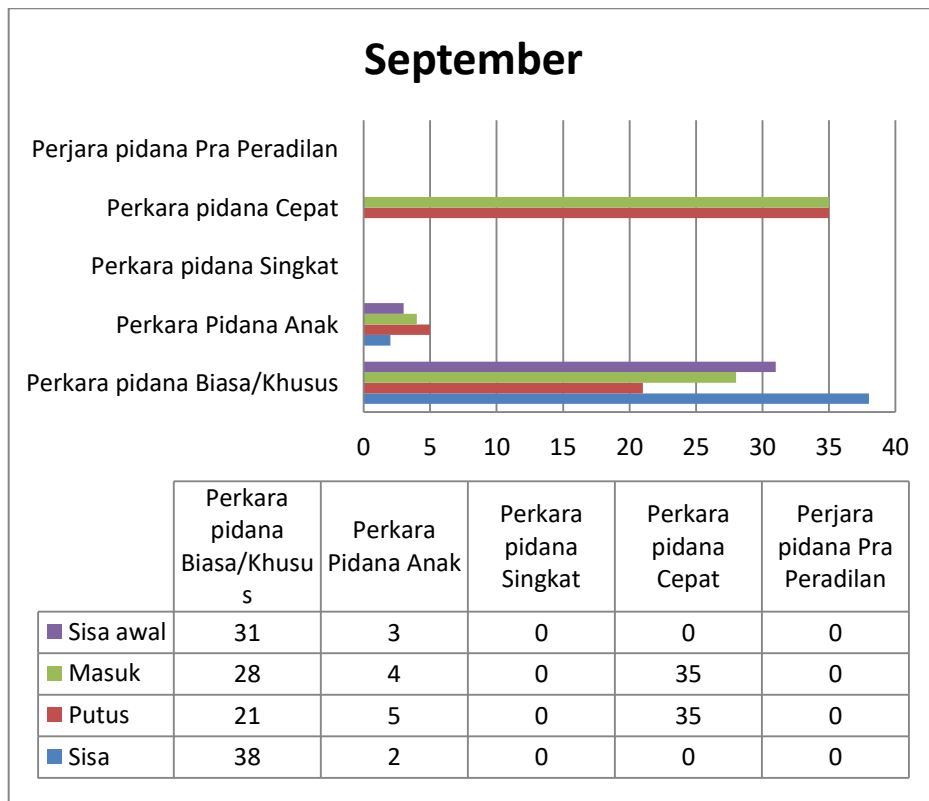 September
Perjara pidana Pra Peradilan
Perkara pidana Cepat
Perkara pidana Singkat
Perkara Pidana Anak
Perkara pidana Biasa/Khusus
0 5 10 15 20 25 30 35 40
Perkara
pidana
Biasa/Khusu
s
Perkara
Pidana Anak
Perkara
pidana
Singkat
Perkara
pidana
Cepat
Perjara
pidana Pra
Peradilan
Sisa awal 31 3 0 0 0
Masuk 28 4 0 35 0
Putus 21 5 0 35 0
Sisa 38 2 0 0 0